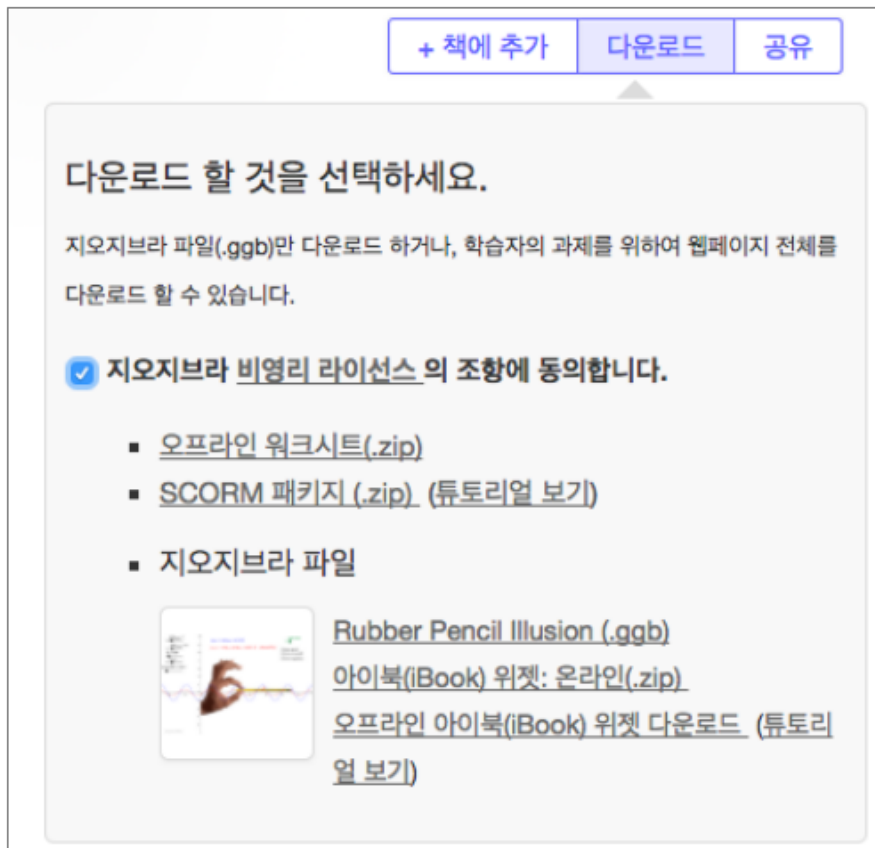 + 책에 추가 다운로드 공유
다운로드 할 것을 선택하세요.
지오지브라 파일(.ggb)만 다운로드 하거나, 학습자의 과제를 위하여 웹페이지 전체를
다운로드 할 수 있습니다.
지오지브라 비영리 라이선스 의 조항에 동의합니다.
▪ 오프라인 워크시트(.zip)
▪ SCORM 패키지 (.zip) (튜토리얼 보기)
▪ 지오지브라 파일
Rubber Pencil Illusion (.ggb)
아이북(iBook) 위젯: 온라인(.zip)
오프라인 아이북(iBook) 위젯 다운로드 (튜토리
얼 보기)